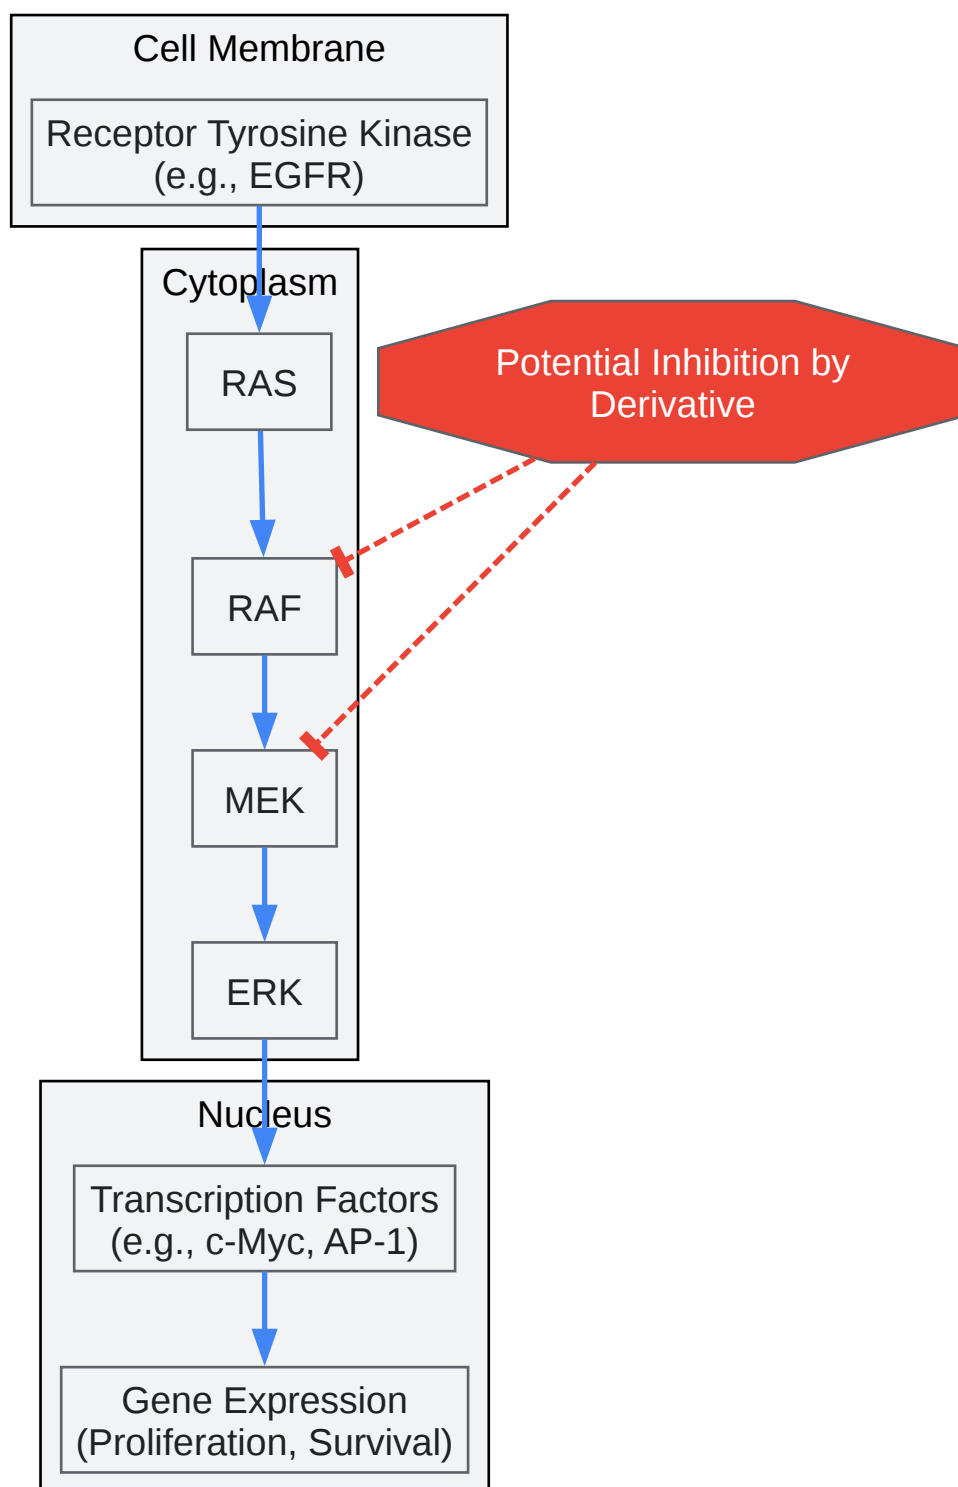 Cell Membrane
Receptor Tyrosine Kinase
(e.g., EGFR)
Cytoplasm
RAS
Potential Inhibition by
Derivative
RAF
MEK
ERK
Nucleus
Transcription Factors
(e.g., c-Myc, AP-1)
Gene Expression
(Proliferation, Survival)